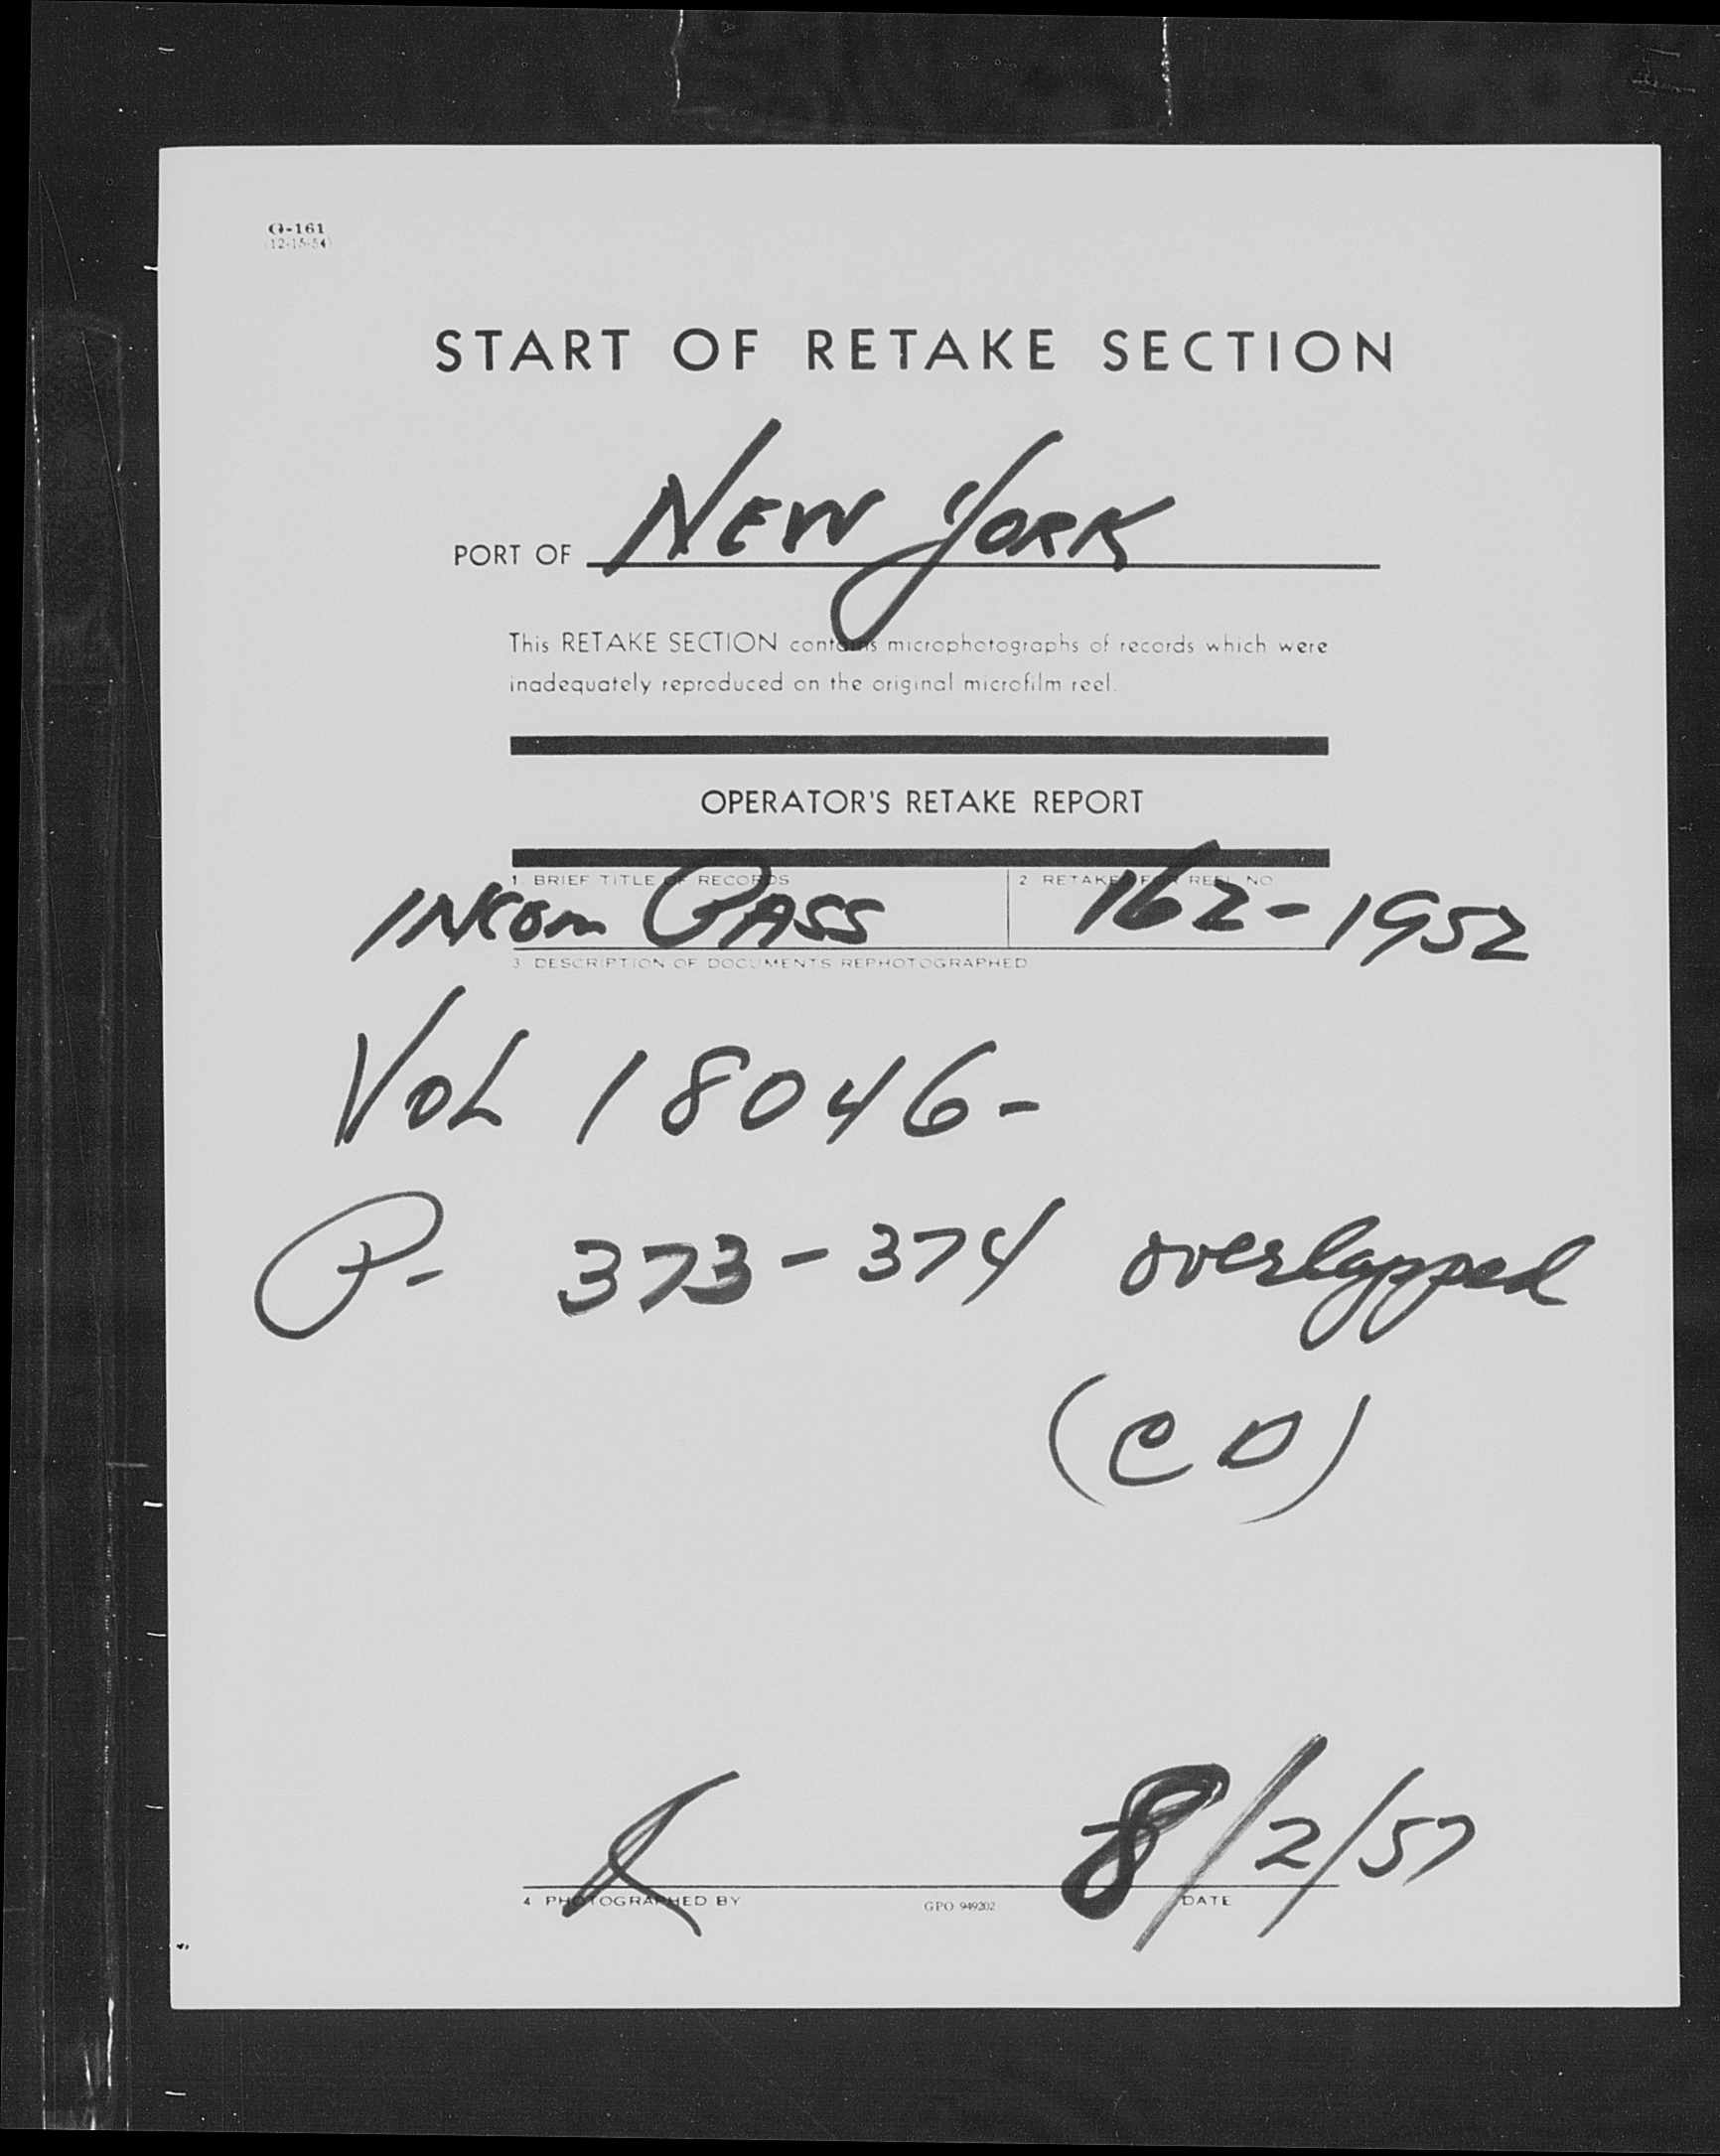 G-161
(12-15-54)
START OF RETAKE SECTION
PORT OF NEW YORK
This RETAKE SECTION contains microphotographs of records which were
inadequately reproduced on the original microfilm reel.
OPERATOR'S RETAKE REPORT
1. BRIEF TITLE OF RECORDS 2. RETAKE FOR REEL NO
INCOM PASS 162-1952
3 DESCRIPTION OF DOCUMENTS REPHOTOGRAPHED
VOL 18046-
P- 373-374 overlapped
(CO)
8/2/57
4 PHOTOGRAPHED BY GPO 949202 DATE